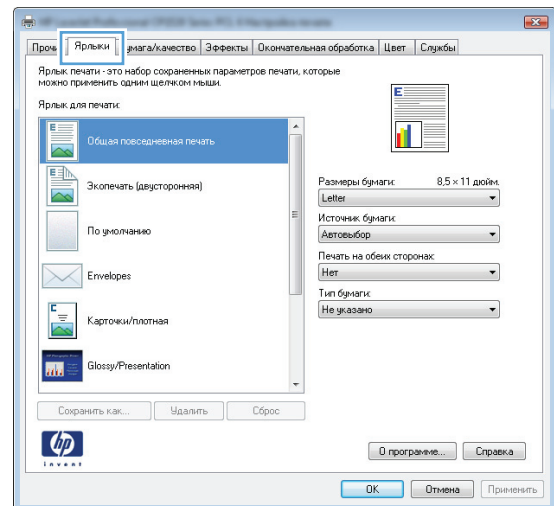 Ярлыки
умага/качество Эффекты Окончательная обработка Цвет Службы
Ярлык печати - это набор сохраненных параметров печати, которые
можно применить одним щелчком мыши.
Ярлык для печати:
Общая повседневная печать
Экопечать (двусторонняя)
По умолчанию
Envelopes
Карточки/плотная
Glossy/Presentation
Сохранить как... Удалить Сброс
Размеры бумаги: 8,5 × 11 дюйм.
Letter
Источник бумаги:
Автовыбор
Печать на обеих сторонах:
Нет
Тип бумаги:
Не указано
hp
invent
О программе... Справка
OK Отмена Применить